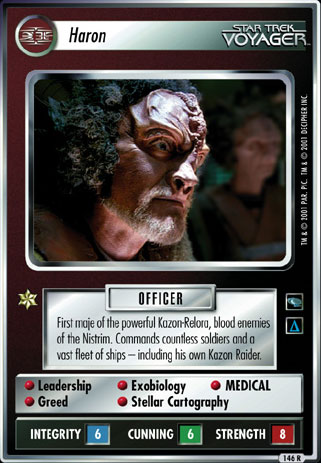 Haron
STAR TREK
VOYAGER
TM & © 2001 PAR. PIC. TM & © 2001 DECIPHER INC.
OFFICER
First maje of the powerful Kazon-Relora, blood enemies
of the Nistrim. Commands countless soldiers and a
vast fleet of ships – including his own Kazon Raider.
Leadership Exobiology MEDICAL
Greed Stellar Cartography
INTEGRITY 6 CUNNING 6 STRENGTH 8
146 R